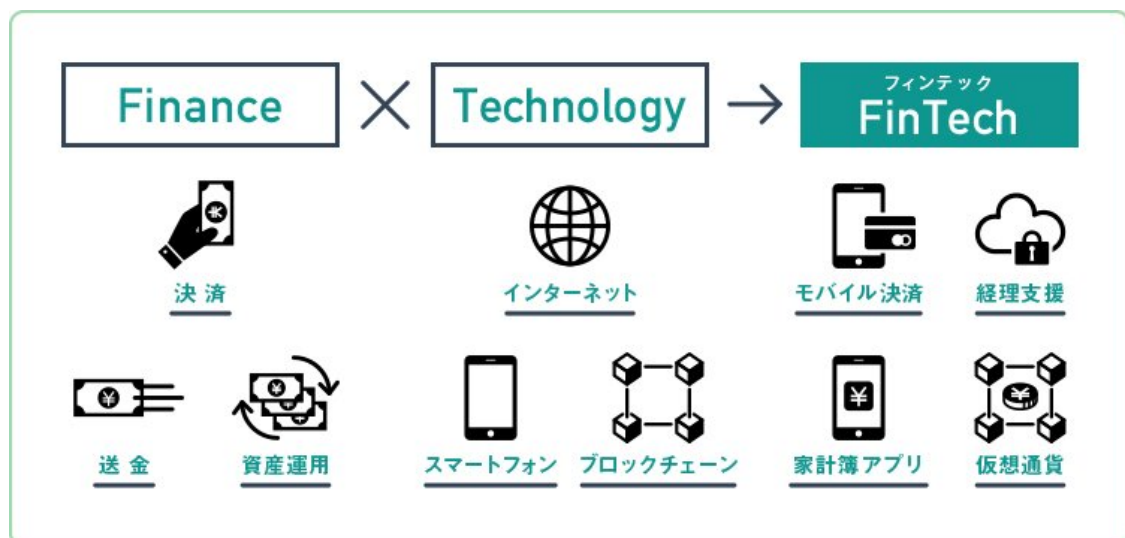 Finance
×
Technology
→
フィンテック
FinTech
決済
インターネット
モバイル決済
経理支援
送金
資産運用
スマートフォン
ブロックチェーン
家計簿アプリ
仮想通貨